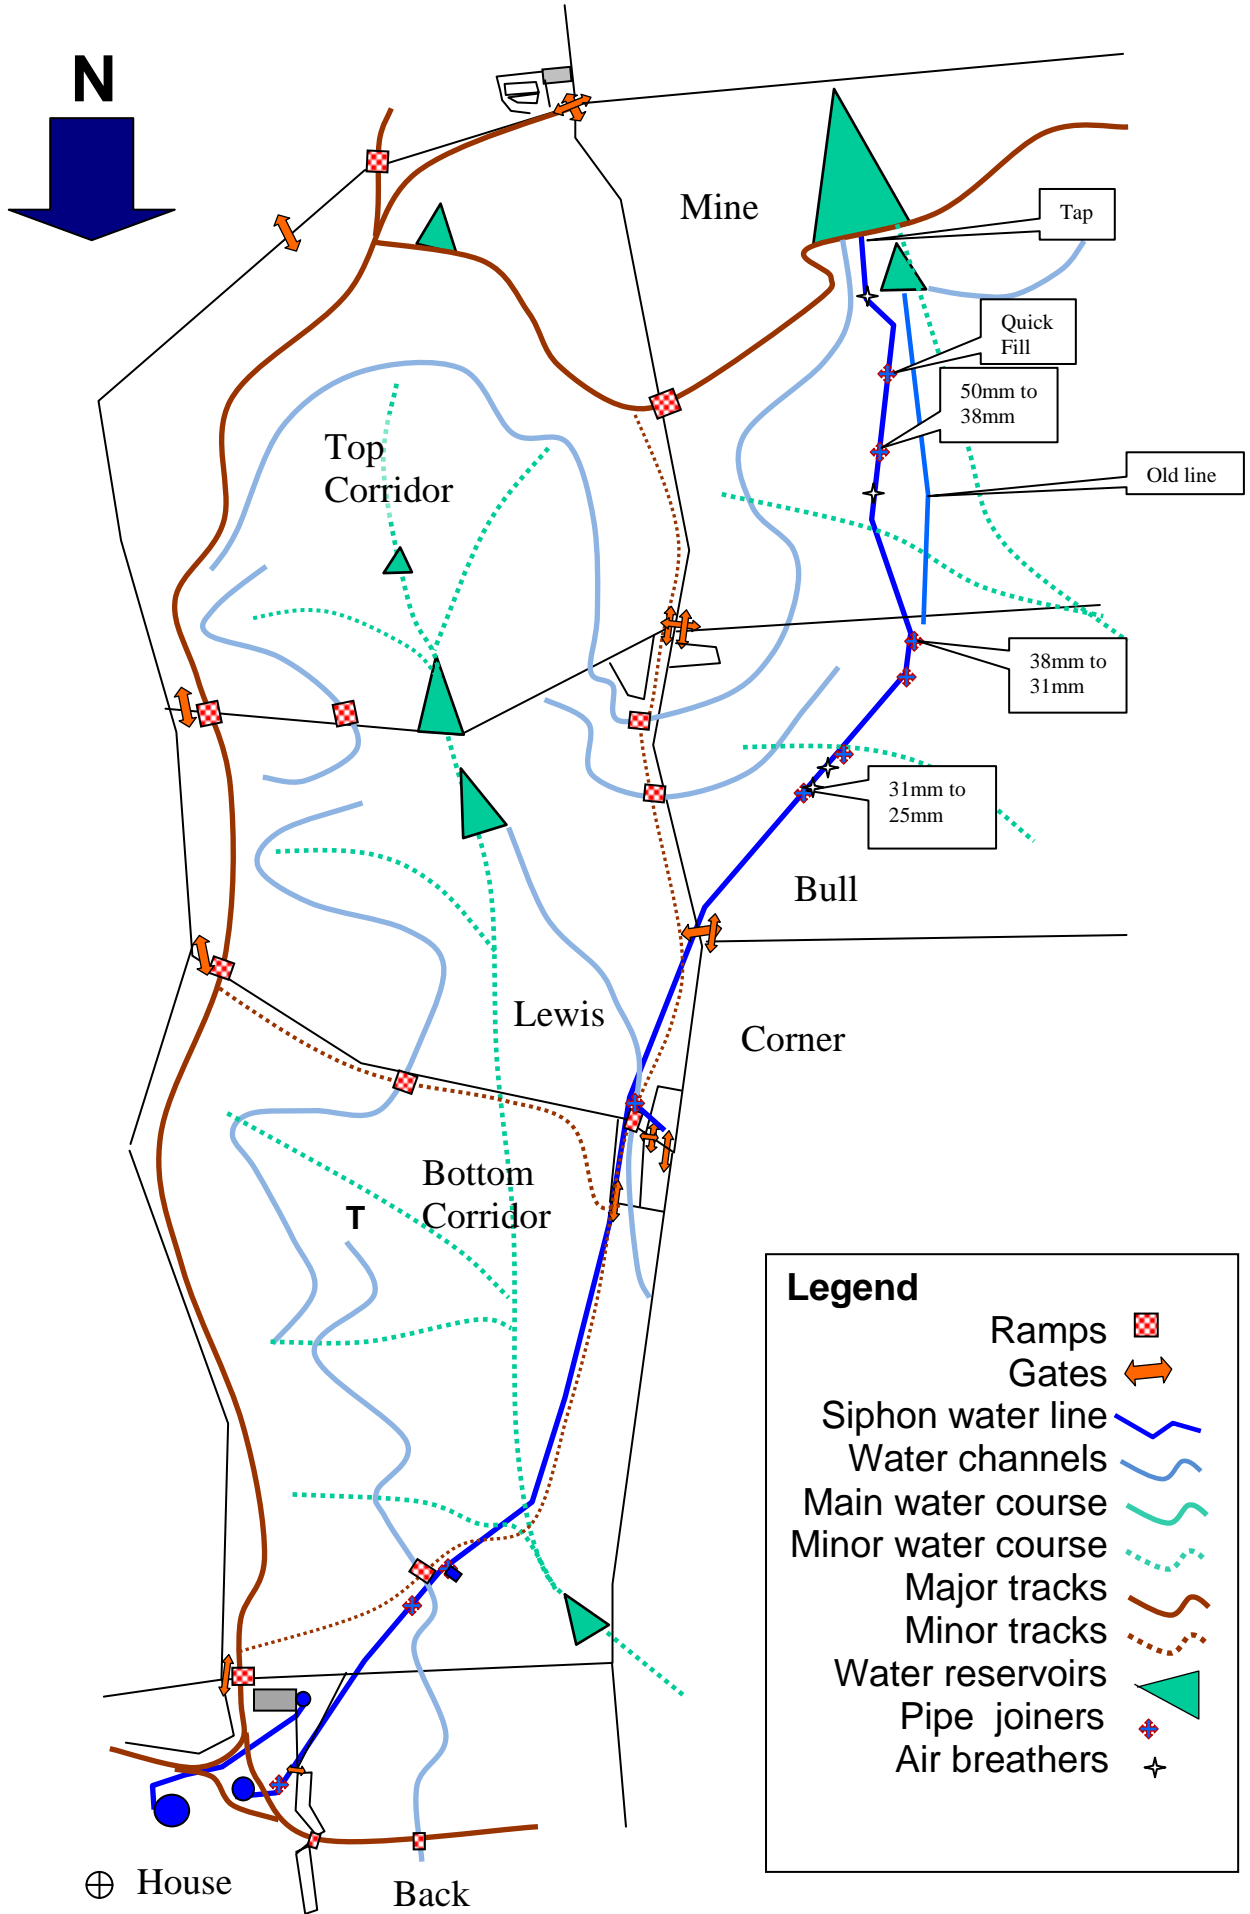 N
Mine
Tap
Quick
Fill
50mm to
38mm
Top
Corridor
Old line
38mm to
31mm
31mm to
25mm
Bull
Lewis
Corner
Bottom
Corridor
T
Legend
Ramps
Gates
Siphon water line
Water channels
Main water course
Minor water course
Major tracks
Minor tracks
Water reservoirs
Pipe joiners
Air breathers
House
Back